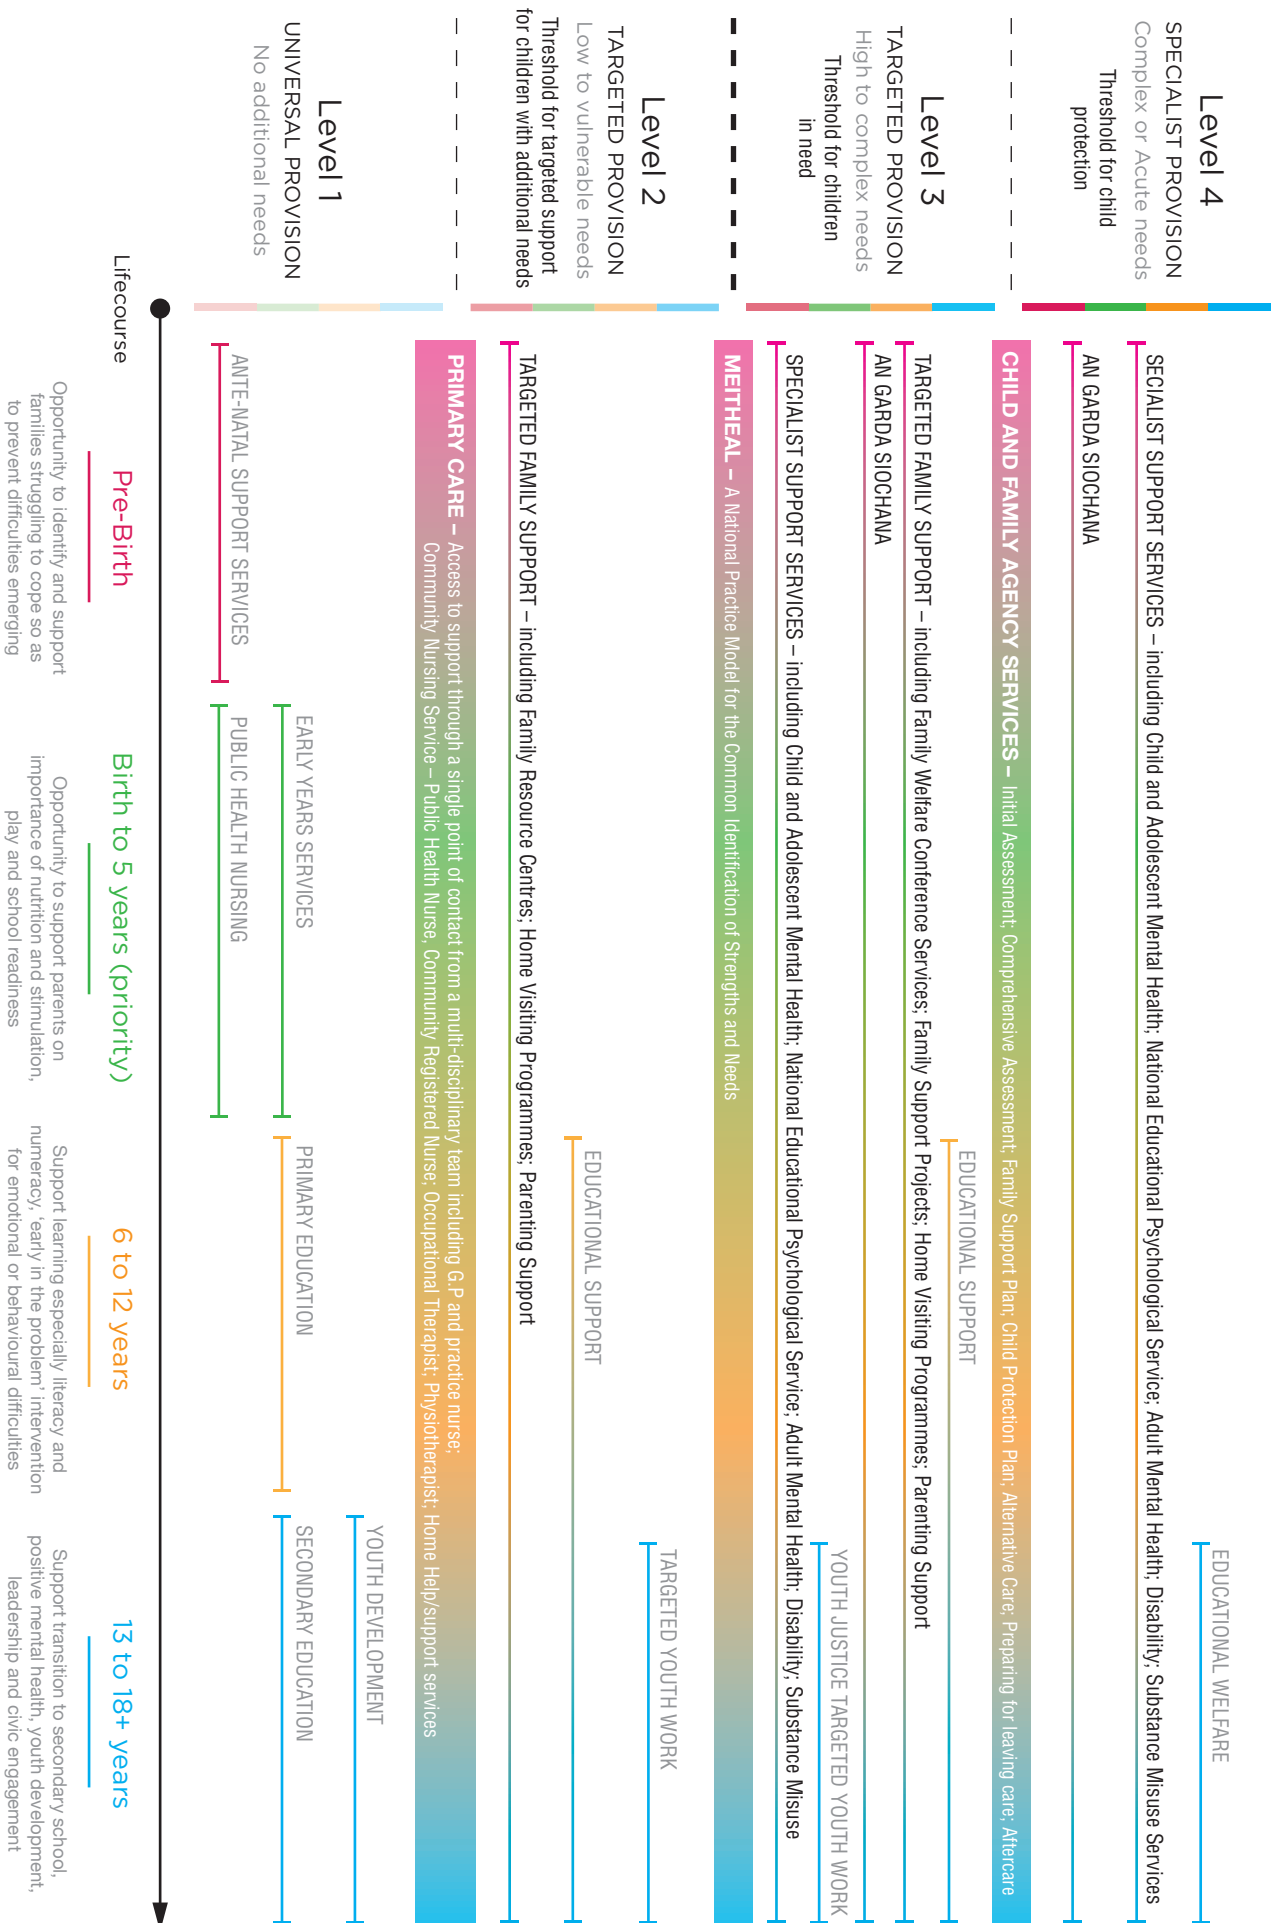 Level 4
SPECIALIST PROVISION
Complex or Acute needs
Threshold for child
protection
EDUCATIONAL WELFARE
SECIALIST SUPPORT SERVICES – including Child and Adolescent Mental Health; National Educational Psychological Service; Adult Mental Health; Disability; Substance Misuse Services
AN GARDA SIOCHANA
CHILD AND FAMILY AGENCY SERVICES – Initial Assessment; Comprehensive Assessment; Family Support Plan; Child Protection Plan; Alternative Care; Preparing for leaving care; Aftercare
Level 3
TARGETED PROVISION
High to complex needs
Threshold for children
in need
EDUCATIONAL SUPPORT
TARGETED FAMILY SUPPORT – including Family Welfare Conference Services; Family Support Projects; Home Visiting Programmes; Parenting Support
AN GARDA SIOCHANA
YOUTH JUSTICE TARGETED YOUTH WORK
SPECIALIST SUPPORT SERVICES – including Child and Adolescent Mental Health; National Educational Psychological Service; Adult Mental Health; Disability; Substance Misuse
MEITHEAL – A National Practice Model for the Common Identification of Strengths and Needs
Level 2
TARGETED PROVISION
Low to vulnerable needs
Threshold for targeted support
for children with additional needs
TARGETED YOUTH WORK
EDUCATIONAL SUPPORT
TARGETED FAMILY SUPPORT – including Family Resource Centres; Home Visiting Programmes; Parenting Support
PRIMARY CARE – Access to support through a single point of contact from a multi-disciplinary team including G.P and practice nurse;
Community Nursing Service – Public Health Nurse, Community Registered Nurse; Occupational Therapist; Physiotherapist; Home Help/support services
Level 1
UNIVERSAL PROVISION
No additional needs
YOUTH DEVELOPMENT
EARLY YEARS SERVICES
PRIMARY EDUCATION
SECONDARY EDUCATION
ANTE-NATAL SUPPORT SERVICES
PUBLIC HEALTH NURSING
Lifecourse
Pre-Birth
Opportunity to identify and support
families struggling to cope so as
to prevent difficulties emerging
Birth to 5 years (priority)
Opportunity to support parents on
importance of nutrition and stimulation,
play and school readiness
6 to 12 years
Support learning especially literacy and
numeracy, 'early in the problem' intervention
for emotional or behavioural difficulties
13 to 18+ years
Support transition to secondary school,
positive mental health, youth development,
leadership and civic engagement